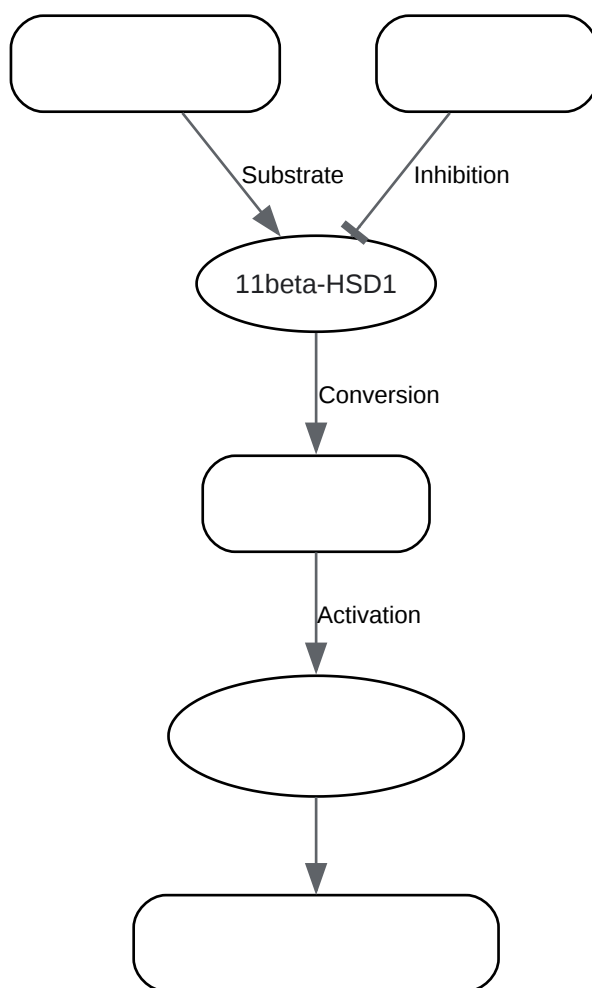 Substrate
Inhibition
11beta-HSD1
Conversion
Activation